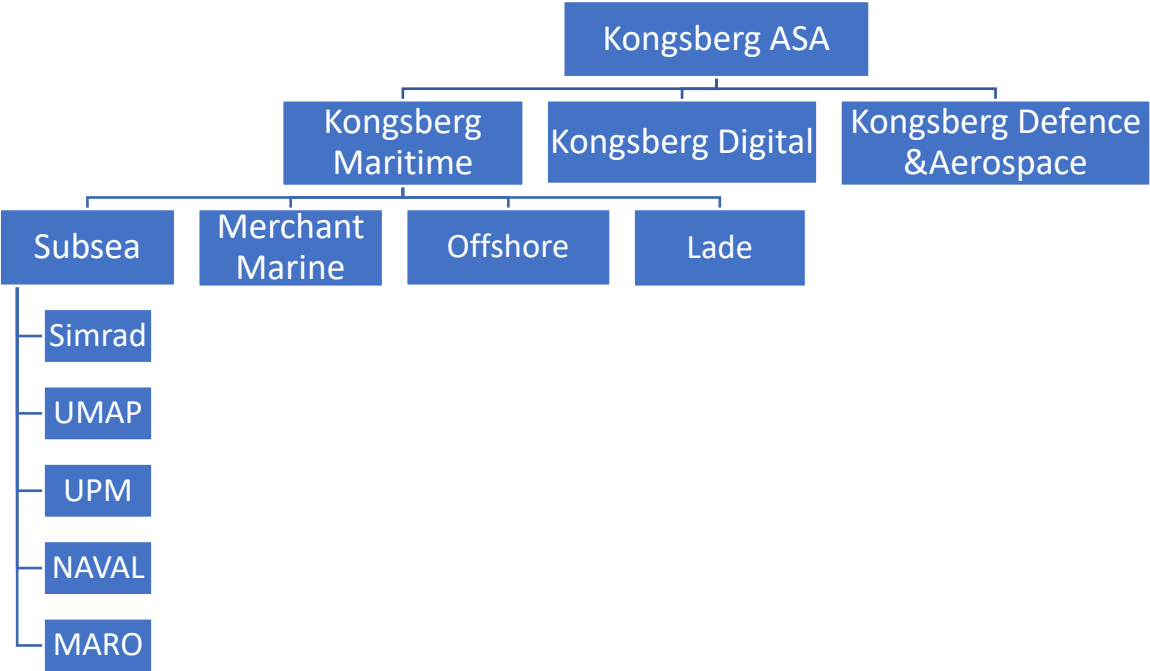 Kongsberg ASA
Kongsberg
Maritime
Kongsberg Digital
Kongsberg Defence
&Aerospace
Subsea
Merchant
Marine
Offshore
Lade
Simrad
UMAP
UPM
NAVAL
MARO